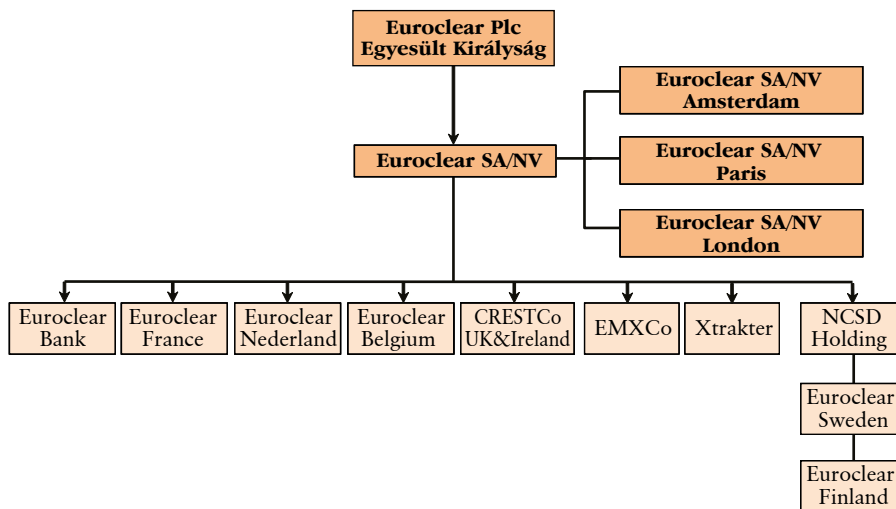 Euroclear Plc
Egyesült Királyság
Euroclear SA/NV
Amsterdam
Euroclear SA/NV
Euroclear SA/NV
Paris
Euroclear SA/NV
London
Euroclear
Bank
Euroclear
France
Euroclear
Nederland
Euroclear
Belgium
CRESTCo
UK&Ireland
EMXCo
Xtrakter
NCSD
Holding
Euroclear
Sweden
Euroclear
Finland